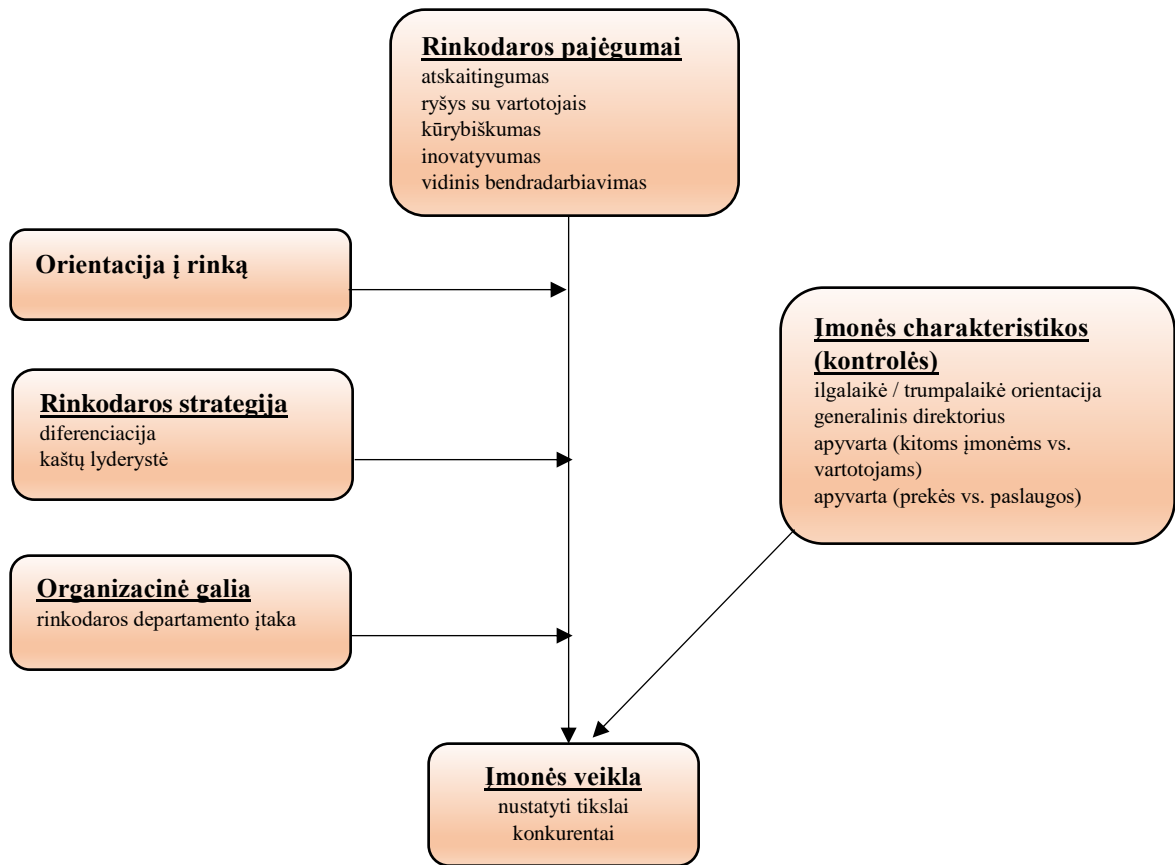 Rinkodaros pajėgumai
atskaitingumas
ryšys su vartotojais
kūrybiškumas
inovatyvumas
vidinis bendradarbiavimas
Orientacija į rinką
Rinkodaros strategija
diferenciacija
kaštų lyderystė
Organizacinė galia
rinkodaros departamento įtaka
Įmonės charakteristikos
(kontrolės)
ilgalaikė / trumpalaikė orientacija
generalinis direktorius
apyvarta (kitoms įmonėms vs.
vartotojams)
apyvarta (prekės vs. paslaugos)
Įmonės veikla
nustatyti tikslai
konkurentai